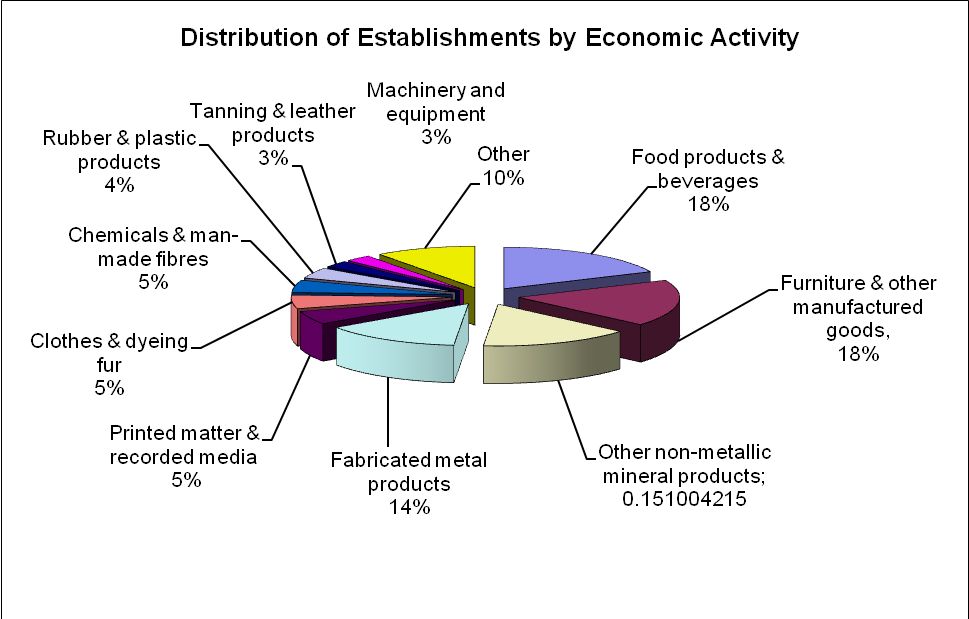 Distribution of Establishments by Economic Activity
Machinery and
equipment
3%
Tanning & leather
products
3%
Rubber & plastic
products
4%
Other
10%
Food products &
beverages
18%
Chemicals & man-
made fibres
5%
Furniture & other
manufactured
goods,
18%
Clothes & dyeing
fur
5%
Printed matter &
recorded media
5%
Fabricated metal
products
14%
Other non-metallic
mineral products;
0.151004215